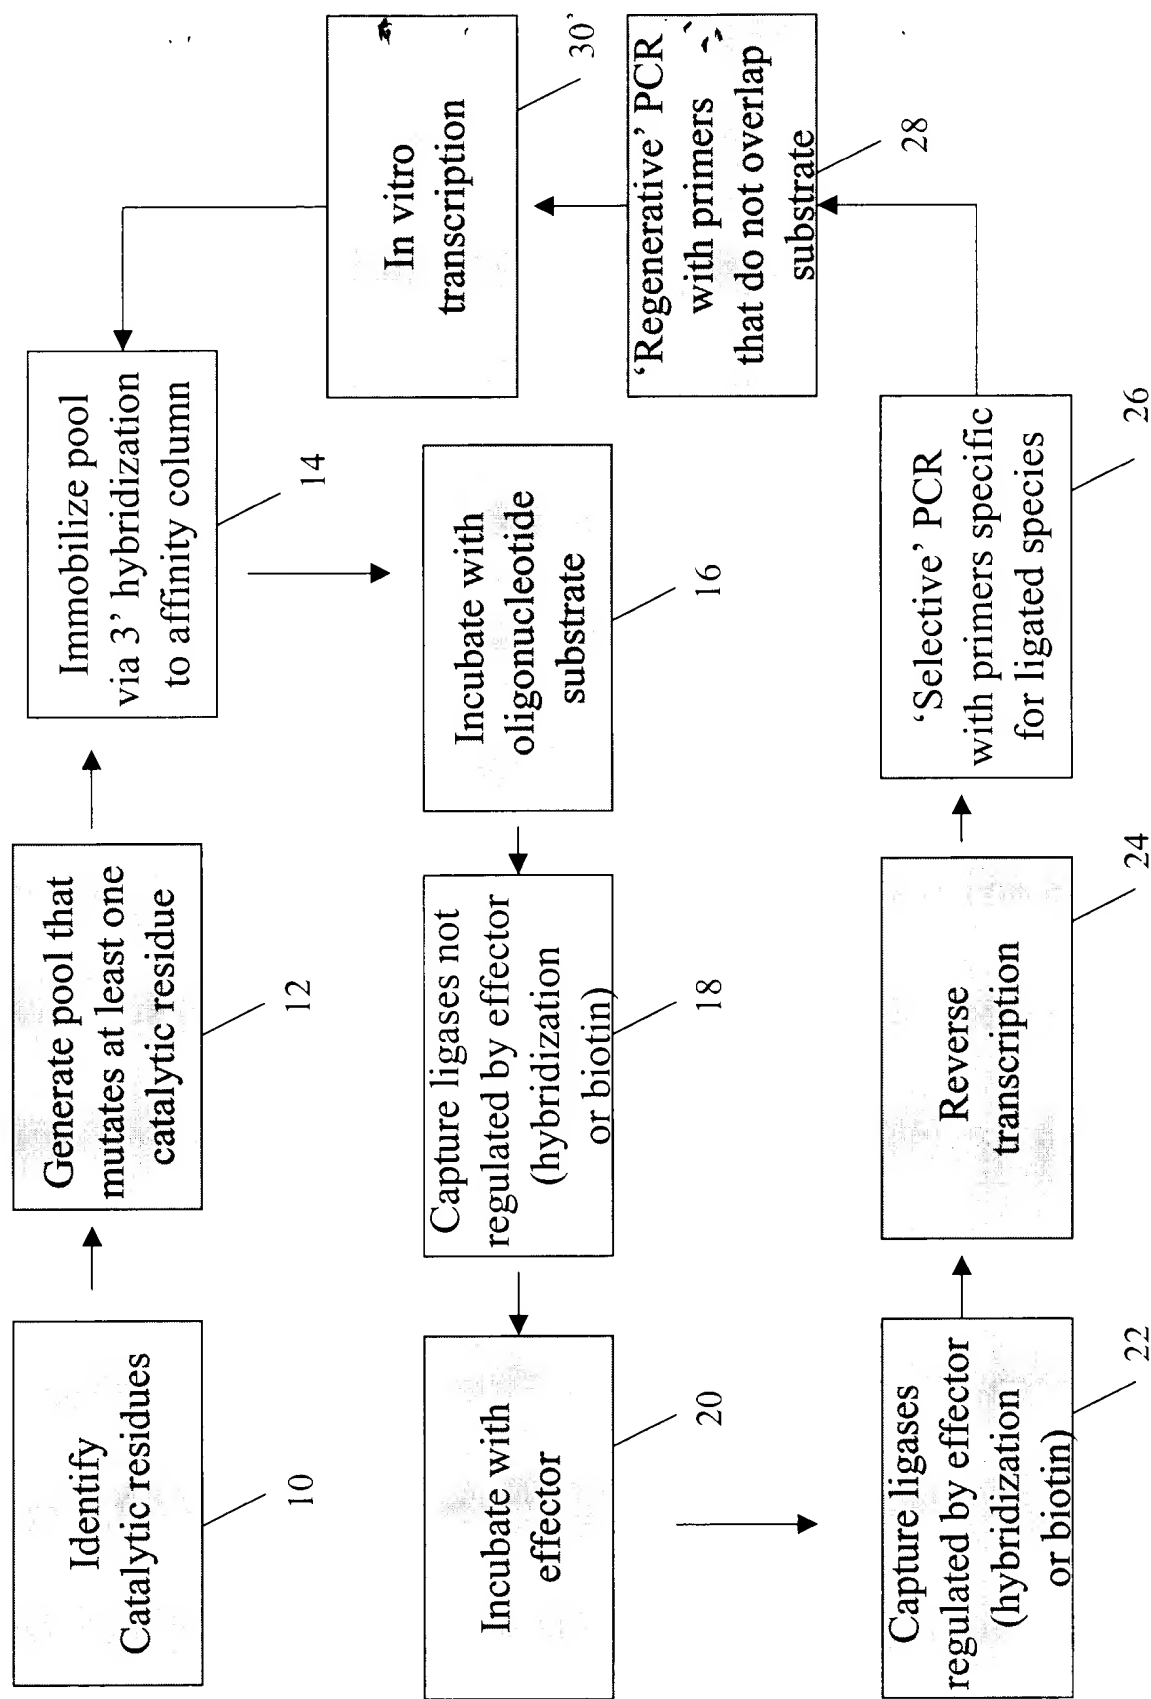 Identify
Catalytic residues
10
Generate pool that
mutates at least one
catalytic residue
12
Immobilize pool
via 3’ hybridization
to affinity column
14
Incubate with
oligonucleotide
substrate
16
Capture ligases not
regulated by effector
(hybridization
or biotin)
18
Incubate with
effector
20
Capture ligases
regulated by effector
(hybridization
or biotin)
22
Reverse
transcription
24
‘Selective’ PCR
with primers specific
for ligated species
26
‘Regenerative’ PCR
with primers
that do not overlap
substrate
28
In vitro
transcription
30